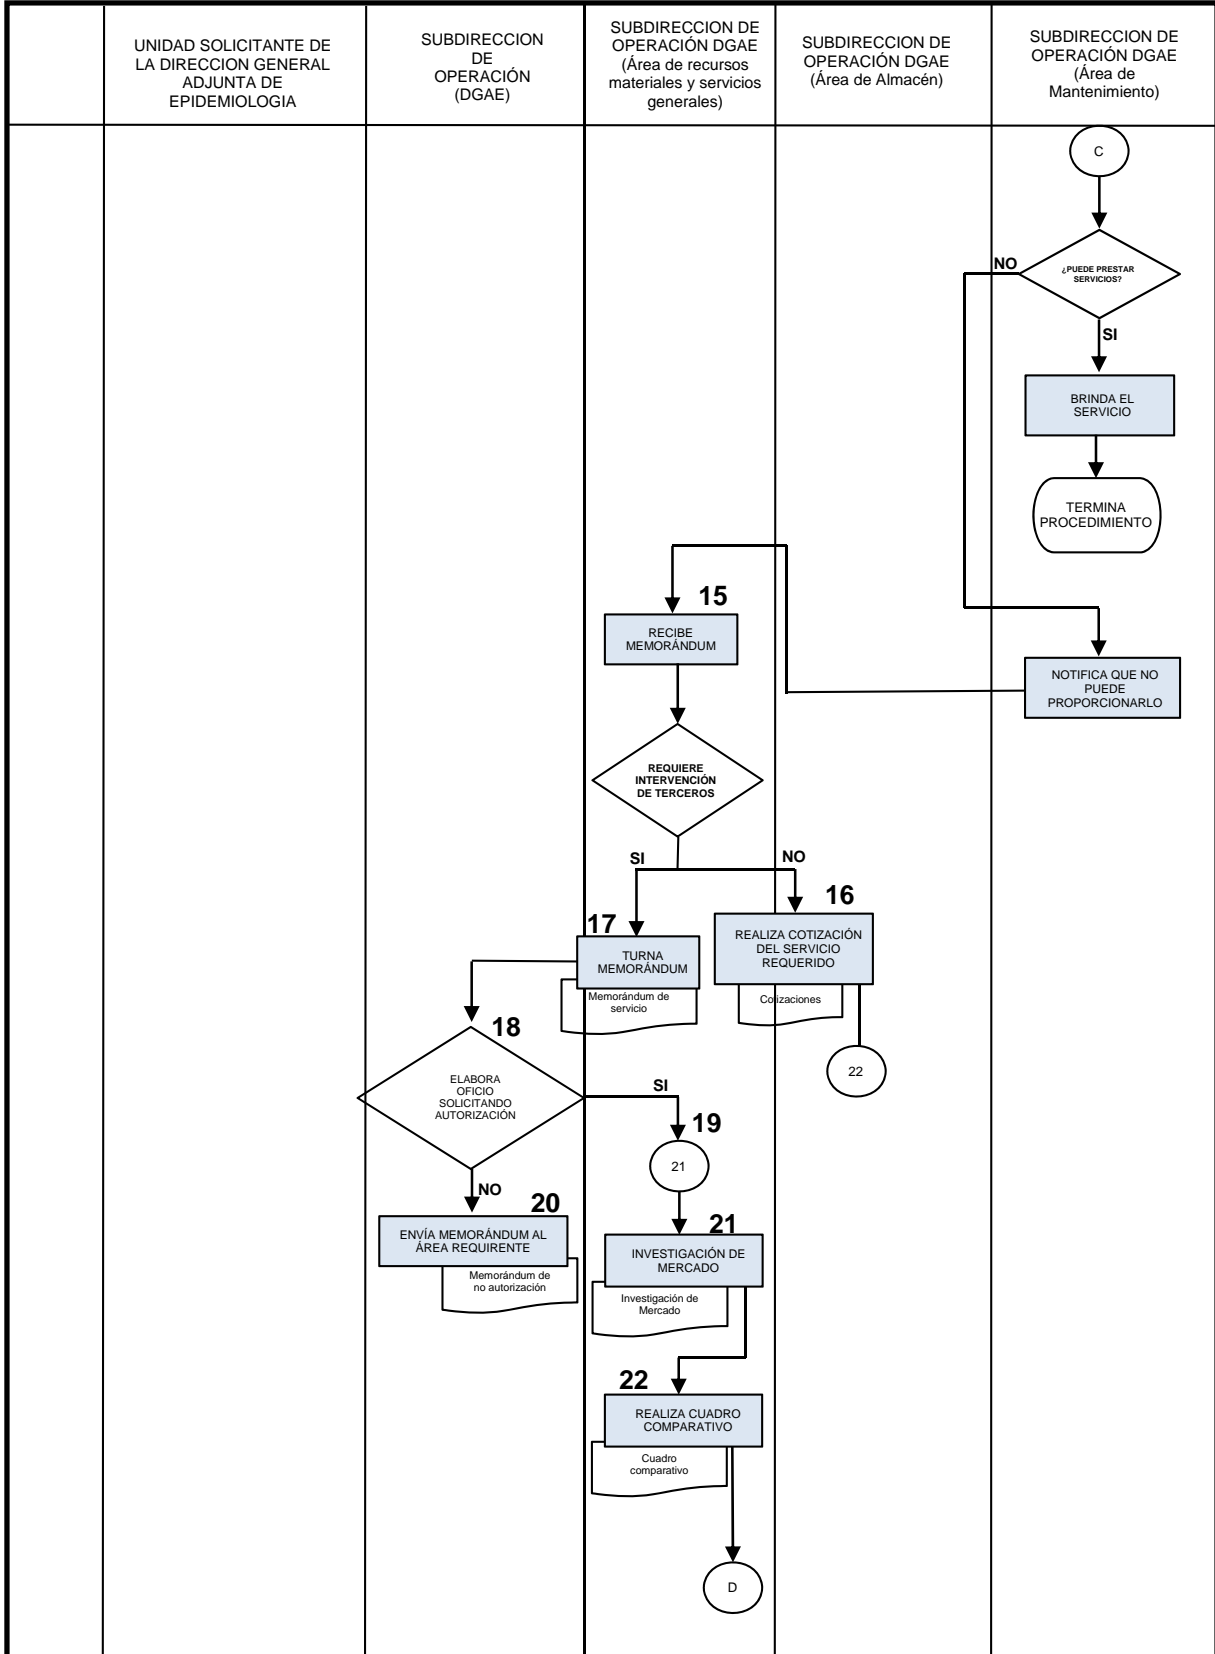 UNIDAD SOLICITANTE DE
LA DIRECCION GENERAL
ADJUNTA DE
EPIDEMIOLOGIA
SUBDIRECCION
DE
OPERACIÓN
(DGAE)
SUBDIRECCION DE
OPERACIÓN DGAE
(Área de recursos
materiales y servicios
generales)
SUBDIRECCION DE
OPERACIÓN DGAE
(Área de Almacén)
SUBDIRECCION DE
OPERACIÓN DGAE
(Área de
Mantenimiento)
C
¿PUEDE PRESTAR
SERVICIOS?
NO
SI
BRINDA EL
SERVICIO
TERMINA
PROCEDIMIENTO
NOTIFICA QUE NO
PUEDE
PROPORCIONARLO
15
RECIBE
MEMORÁNDUM
REQUIERE
INTERVENCIÓN
DE TERCEROS
SI
NO
16
REALIZA COTIZACIÓN
DEL SERVICIO
REQUERIDO
Cotizaciones
22
17
TURNA
MEMORÁNDUM
Memorándum de
servicio
18
ELABORA
OFICIO
SOLICITANDO
AUTORIZACIÓN
SI
NO
19
21
20
ENVÍA MEMORÁNDUM AL
ÁREA REQUIRENTE
Memorándum de
no autorización
21
INVESTIGACIÓN DE
MERCADO
Investigación de
Mercado
22
REALIZA CUADRO
COMPARATIVO
Cuadro
comparativo
D